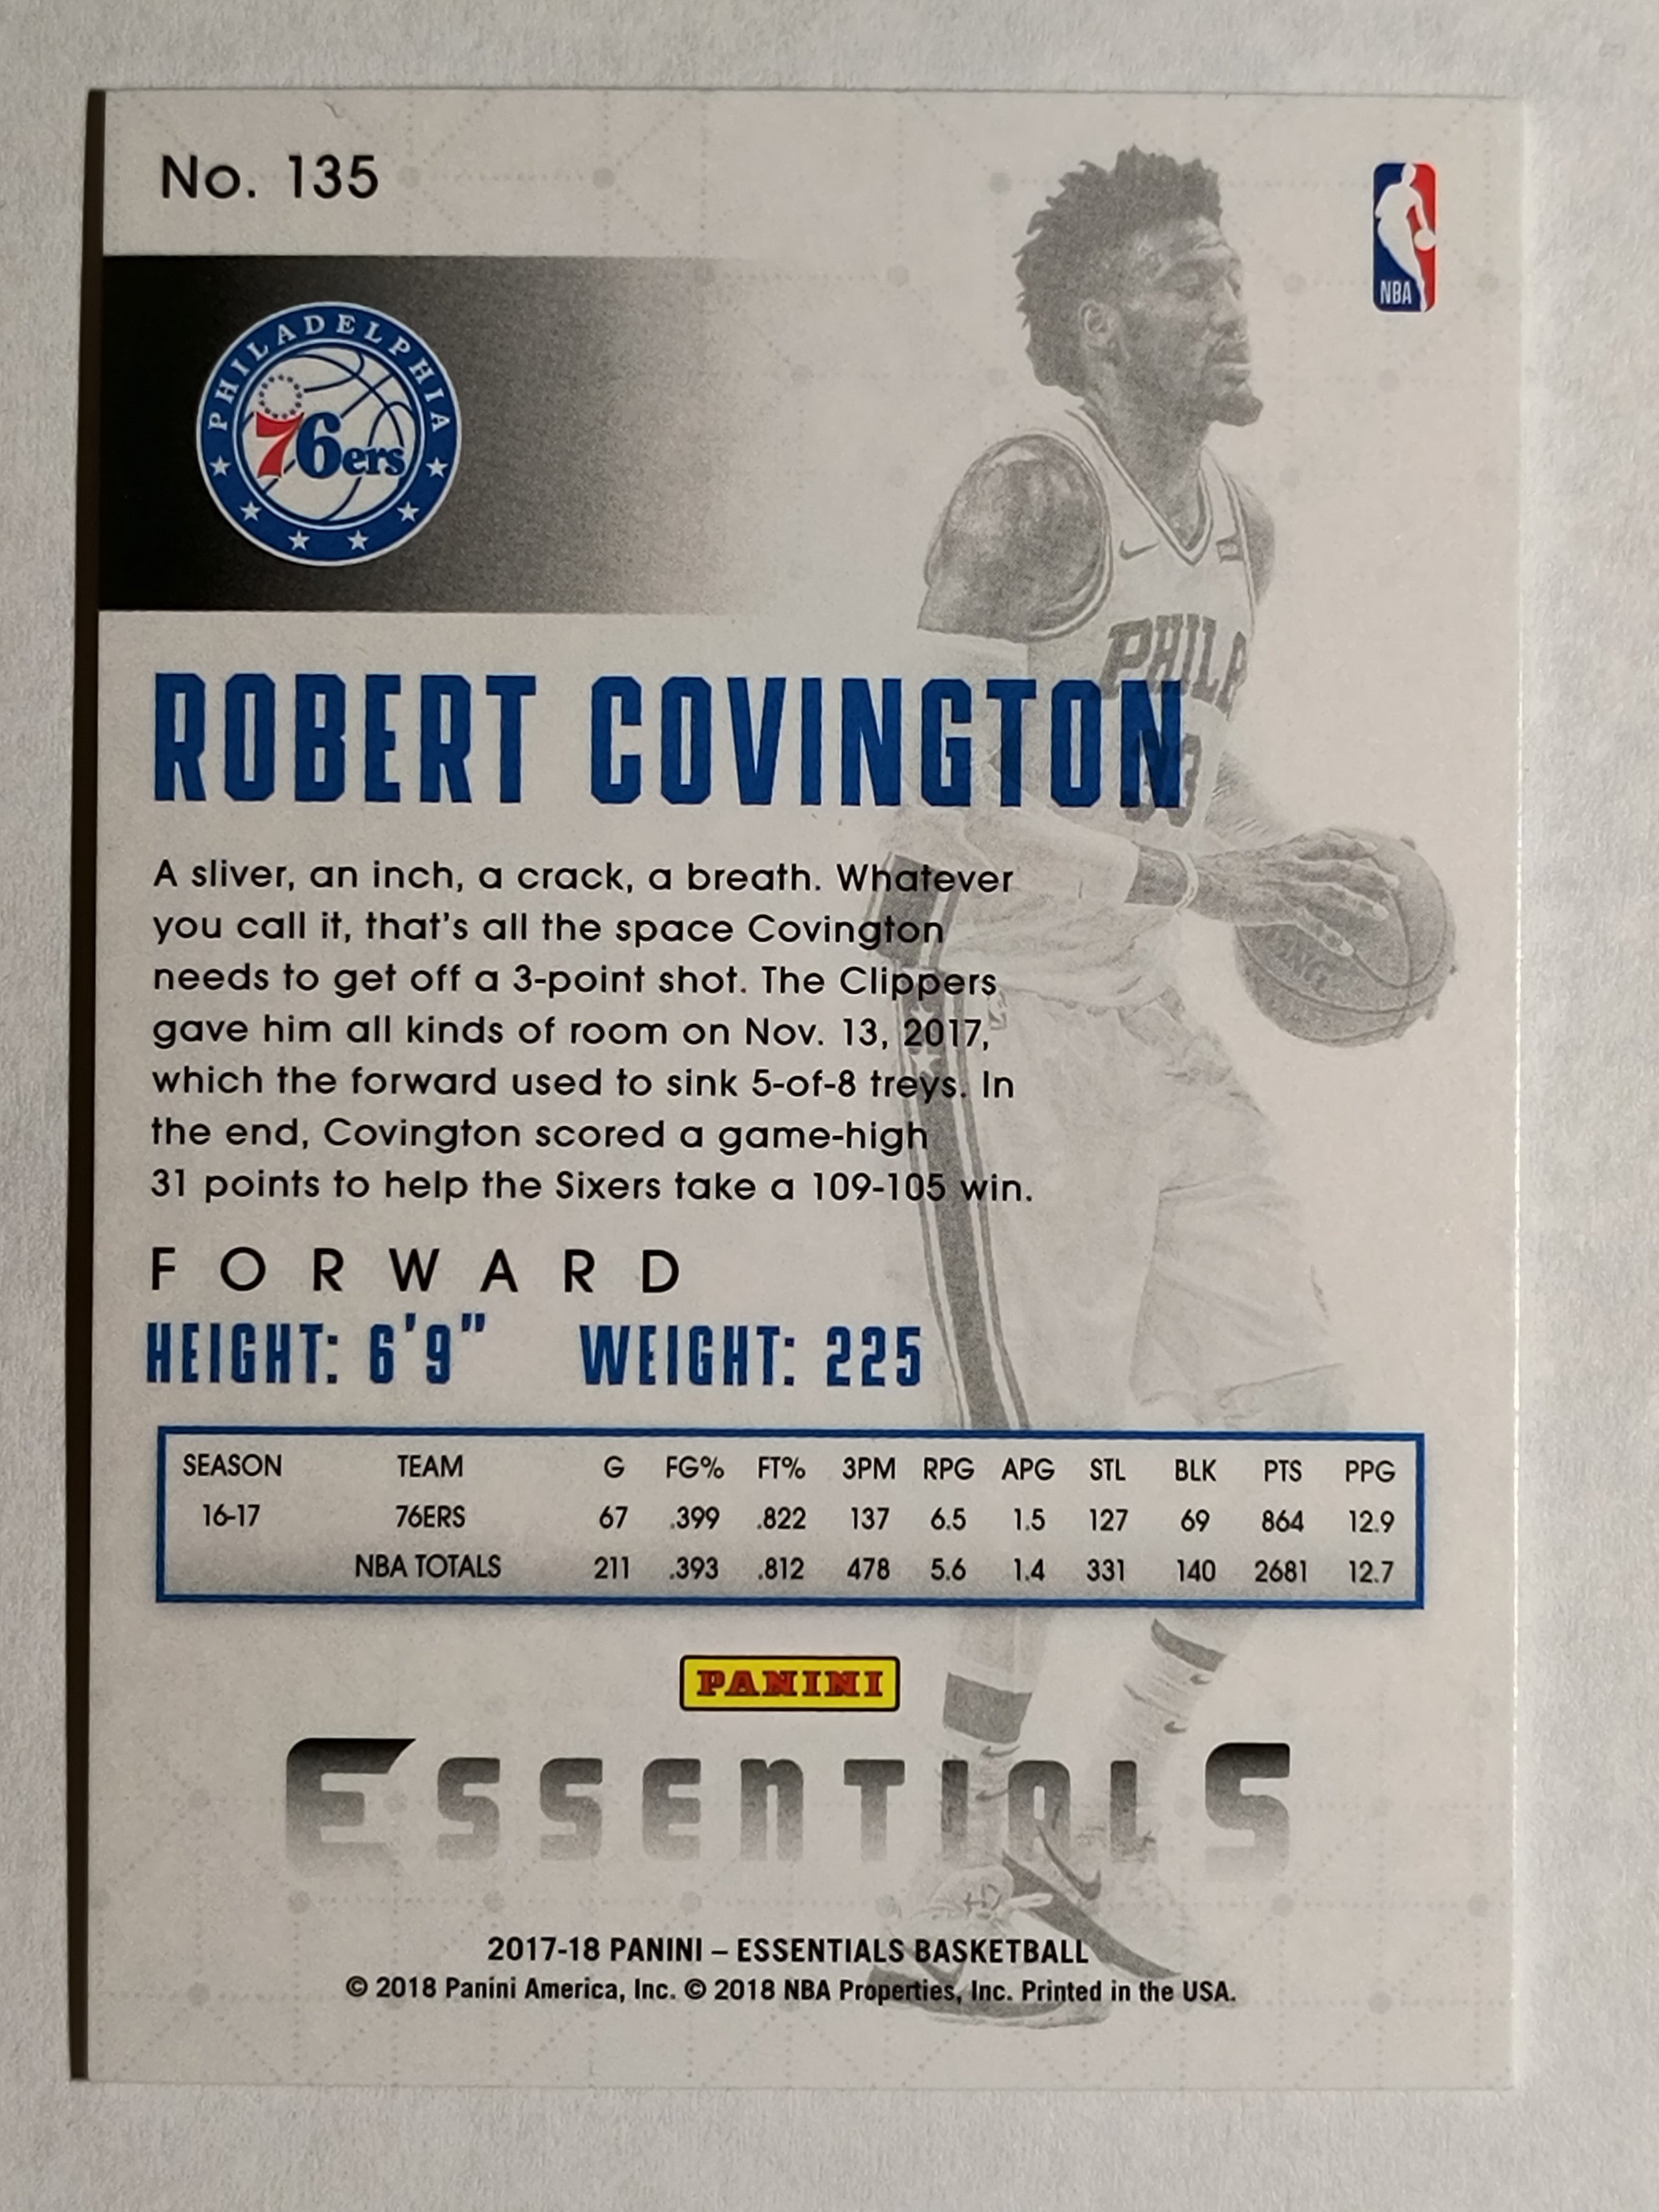 No. 135
NBA
PHILADELPHIA
76ers
PHILA
33
ROBERT COVINGTON
A sliver, an inch, a crack, a breath. Whatever
you call it, that's all the space Covington
needs to get off a 3-point shot. The Clippers
gave him all kinds of room on Nov. 13, 2017,
which the forward used to sink 5-of-8 treys. In
the end, Covington scored a game-high
31 points to help the Sixers take a 109-105 win.
FORWARD
HEIGHT: 6'9" WEIGHT: 225
SEASON TEAM G FG% FT% 3PM RPG APG STL BLK PTS PPG
16-17 76ERS 67 .399 .822 137 6.5 1.5 127 69 864 12.9
NBA TOTALS 211 .393 .812 478 5.6 1.4 331 140 2681 12.7
PANINI
ESSENTIALS
2017-18 PANINI – ESSENTIALS BASKETBALL
© 2018 Panini America, Inc. © 2018 NBA Properties, Inc. Printed in the USA.